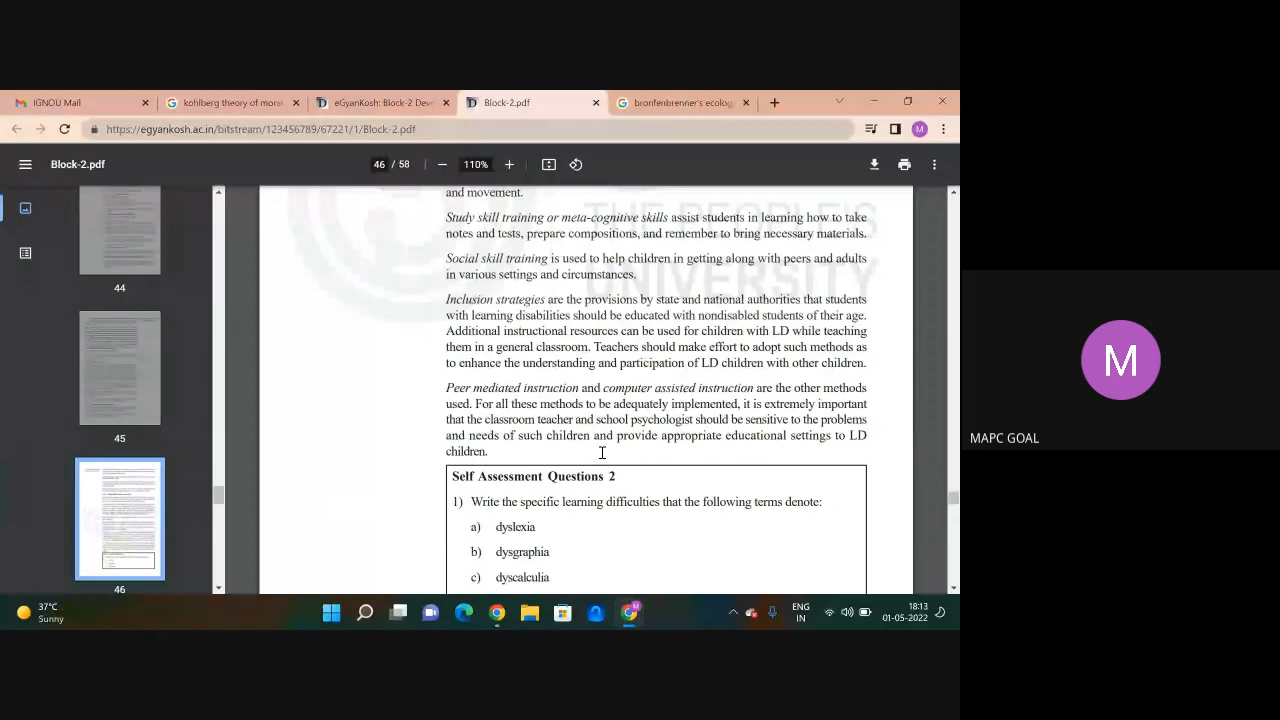 IGNOU Mail
kohlberg theory of moral
eGyanKosh: Block-2 Deve
Block-2.pdf
bronfenbrenner's ecologi
https://egyankosh.ac.in/bitstream/123456789/67221/1/Block-2.pdf
M
Block-2.pdf
46 / 58
110%
THE PEOPLE'S
UNIVERSITY
and movement.
Study skill training or meta-cognitive skills assist students in learning how to take
notes and tests, prepare compositions, and remember to bring necessary materials.
Social skill training is used to help children in getting along with peers and adults
in various settings and circumstances.
Inclusion strategies are the provisions by state and national authorities that students
with learning disabilities should be educated with nondisabled students of their age.
Additional instructional resources can be used for children with LD while teaching
them in a general classroom. Teachers should make effort to adopt such methods as
to enhance the understanding and participation of LD children with other children.
Peer mediated instruction and computer assisted instruction are the other methods
used. For all these methods to be adequately implemented, it is extremely important
that the classroom teacher and school psychologist should be sensitive to the problems
and needs of such children and provide appropriate educational settings to LD
children.
Self Assessment Questions 2
1) Write the specific learning difficulties that the following terms denote:
a) dyslexia
b) dysgraphia
c) dyscalculia
44
45
46
M
MAPC GOAL
37°C
Sunny
ENG
IN
18:13
01-05-2022